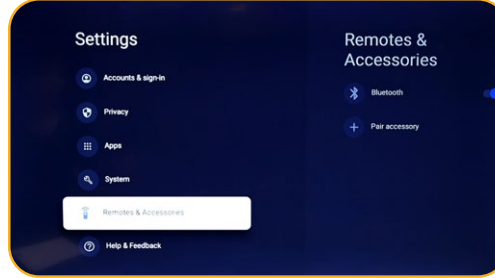 Settings
Accounts & sign-in
Privacy
Apps
System
Remotes & Accessories
Help & Feedback
Remotes &
Accessories
Bluetooth
Pair accessory